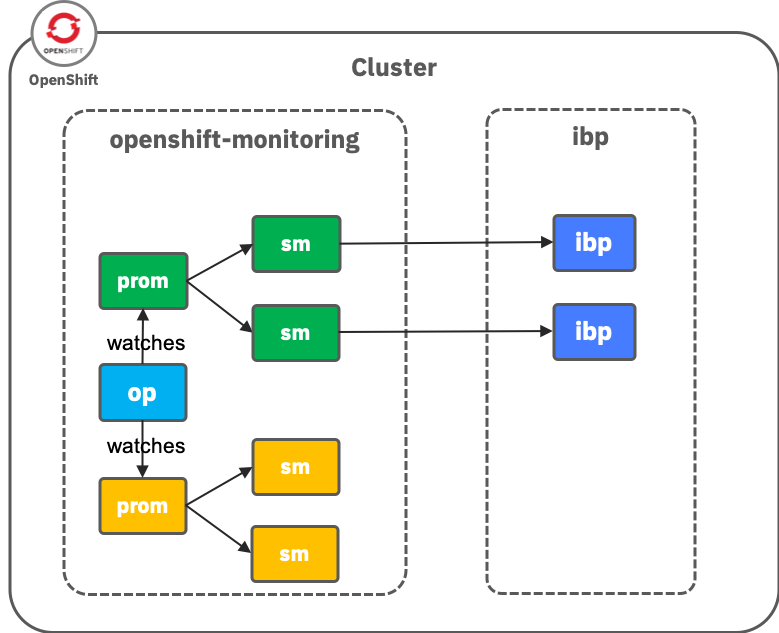 OPENSHIFT
OpenShift
Cluster
openshift-monitoring
ibp
sm
ibp
prom
sm
ibp
watches
op
watches
sm
prom
sm